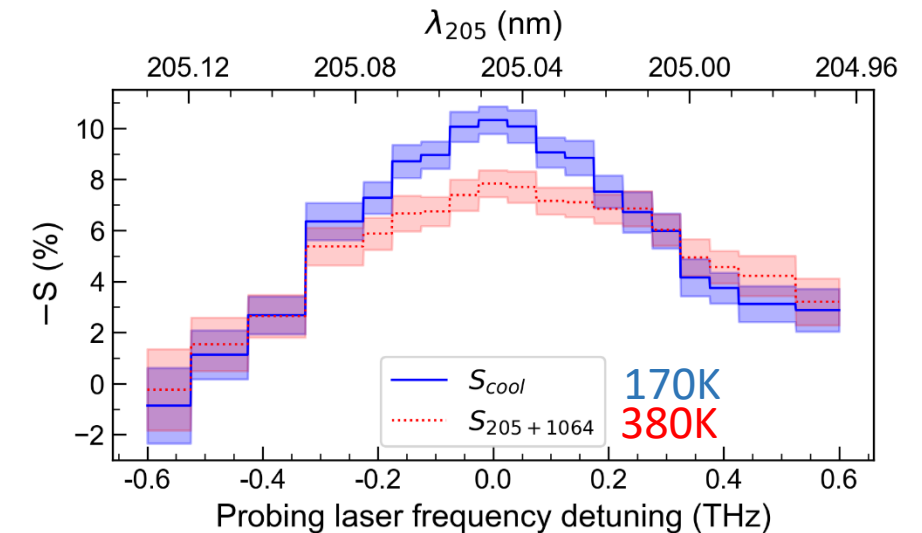 λ205 (nm)
205.12 205.08 205.04 205.00 204.96
−S (%)
10
8
6
4
2
0
−2
S_cool 170K
S_205+1064 380K
-0.6 -0.4 -0.2 0.0 0.2 0.4 0.6
Probing laser frequency detuning (THz)